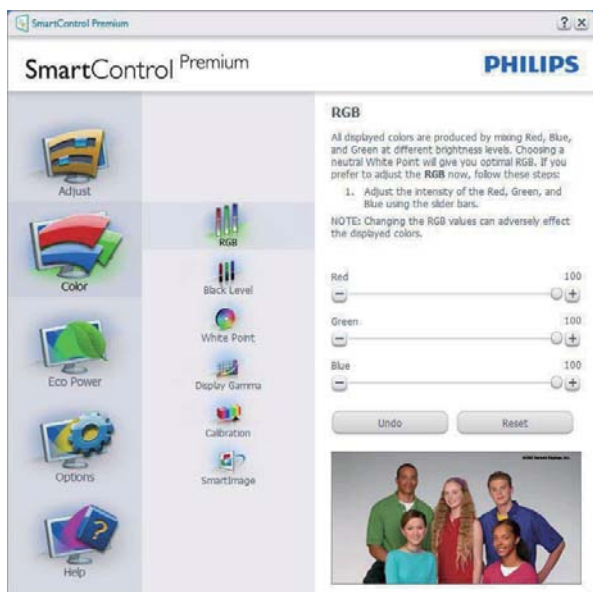 SmartControl Premium
SmartControl Premium
PHILIPS
Adjust
Color
Eco Power
Options
Help
RGB
Black Level
White Point
Display Gamma
Calibration
SmartImage
RGB
All displayed colors are produced by mixing Red, Blue,
and Green at different brightness levels. Choosing a
neutral White Point will give you optimal RGB. If you
prefer to adjust the RGB now, follow these steps:
1. Adjust the intensity of the Red, Green, and
Blue using the slider bars.
NOTE: Changing the RGB values can adversely effect
the displayed colors.
Red 100
Green 100
Blue 100
Undo Reset